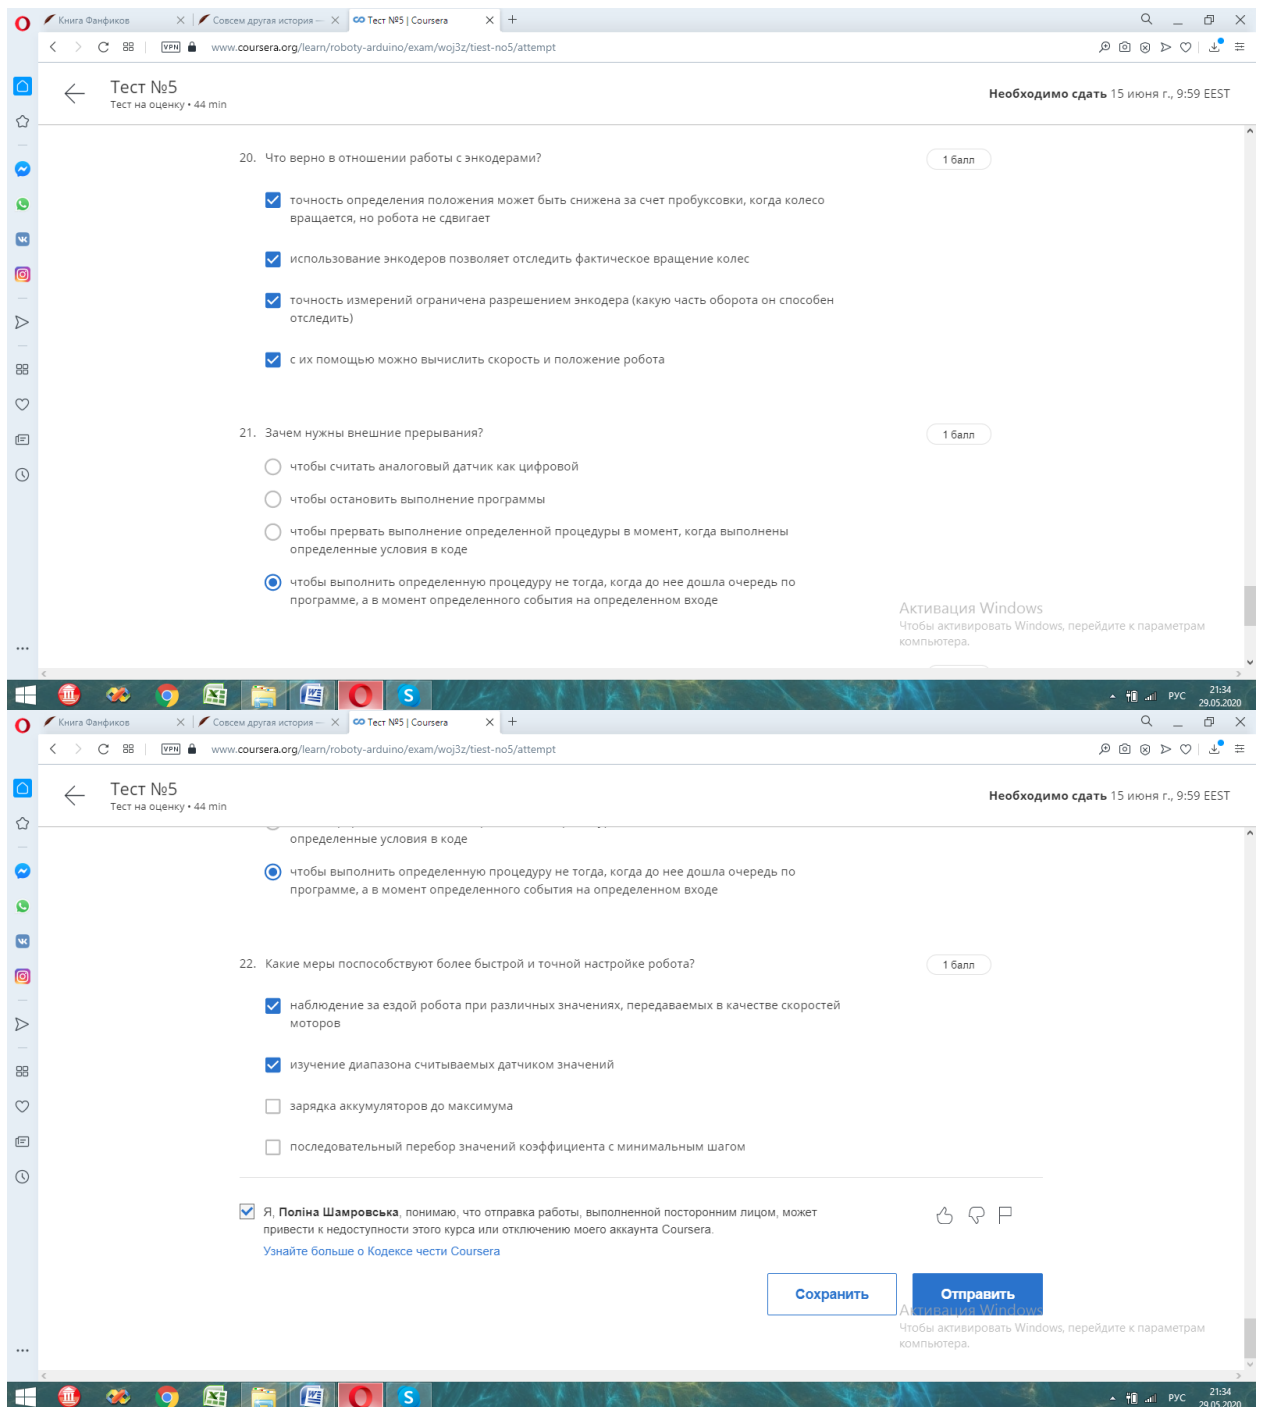 Книга Фанфиков
Совсем другая история —
Тест №5 | Coursera
VPN
www.coursera.org/learn/roboty-arduino/exam/woj3z/tiest-no5/attempt
Тест №5
Тест на оценку • 44 min
Необходимо сдать 15 июня г., 9:59 EEST
20. Что верно в отношении работы с энкодерами?
1 балл
точность определения положения может быть снижена за счет пробуксовки, когда колесо
вращается, но робота не сдвигает
использование энкодеров позволяет отследить фактическое вращение колес
точность измерений ограничена разрешением энкодера (какую часть оборота он способен
отследить)
с их помощью можно вычислить скорость и положение робота
21. Зачем нужны внешние прерывания?
1 балл
чтобы считать аналоговый датчик как цифровой
чтобы остановить выполнение программы
чтобы прервать выполнение определенной процедуры в момент, когда выполнены
определенные условия в коде
чтобы выполнить определенную процедуру не тогда, когда до нее дошла очередь по
программе, а в момент определенного события на определенном входе
Активация Windows
Чтобы активировать Windows, перейдите к параметрам
компьютера.
РУС
21:34
29.05.2020
Книга Фанфиков
Совсем другая история —
Тест №5 | Coursera
VPN
www.coursera.org/learn/roboty-arduino/exam/woj3z/tiest-no5/attempt
Тест №5
Тест на оценку • 44 min
Необходимо сдать 15 июня г., 9:59 EEST
определенные условия в коде
чтобы выполнить определенную процедуру не тогда, когда до нее дошла очередь по
программе, а в момент определенного события на определенном входе
22. Какие меры поспособствуют более быстрой и точной настройке робота?
1 балл
наблюдение за ездой робота при различных значениях, передаваемых в качестве скоростей
моторов
изучение диапазона считываемых датчиком значений
зарядка аккумуляторов до максимума
последовательный перебор значений коэффициента с минимальным шагом
Я, Поліна Шамровська, понимаю, что отправка работы, выполненной посторонним лицом, может
привести к недоступности этого курса или отключению моего аккаунта Coursera.
Узнайте больше о Кодексе чести Coursera
Сохранить
Отправить
Активация Windows
Чтобы активировать Windows, перейдите к параметрам
компьютера.
РУС
21:34
29.05.2020